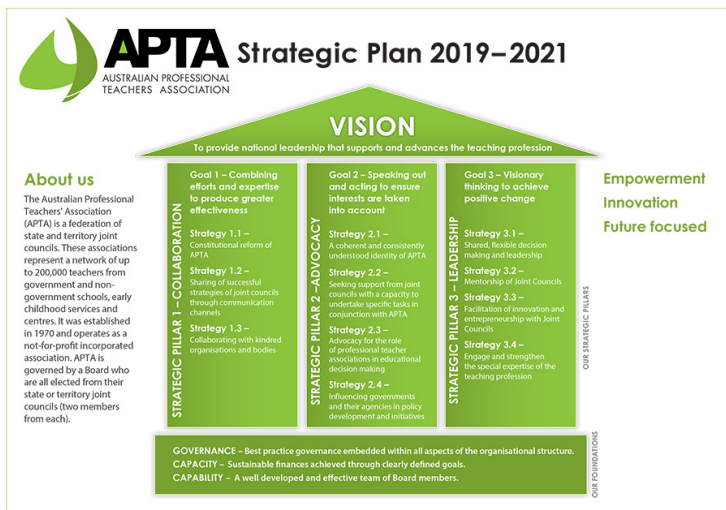 APTA
AUSTRALIAN PROFESSIONAL
TEACHERS ASSOCIATION
Strategic Plan 2019–2021
VISION
To provide national leadership that supports and advances the teaching profession
About us
The Australian Professional
Teachers' Association
(APTA) is a federation of
state and territory joint
councils. These associations
represent a network of up
to 200,000 teachers from
government and non-
government schools, early
childhood services and
centres. It was established
in 1970 and operates as a
not-for-profit incorporated
association. APTA is
governed by a Board who
are all elected from their
state or territory joint
councils (two members
from each).
STRATEGIC PILLAR 1 – COLLABORATION
Goal 1 – Combining
efforts and expertise
to produce greater
effectiveness
Strategy 1.1 –
Constitutional reform of
APTA
Strategy 1.2 –
Sharing of successful
strategies of joint councils
through communication
channels
Strategy 1.3 –
Collaborating with kindred
organisations and bodies
STRATEGIC PILLAR 2 –ADVOCACY
Goal 2 – Speaking out
and acting to ensure
interests are taken
into account
Strategy 2.1 –
A coherent and consistently
understood identity of APTA
Strategy 2.2 –
Seeking support from joint
councils with a capacity to
undertake specific tasks in
conjunction with APTA
Strategy 2.3 –
Advocacy for the role
of professional teacher
associations in educational
decision making
Strategy 2.4 –
Influencing governments
and their agencies in policy
development and initiatives
STRATEGIC PILLAR 3 – LEADERSHIP
Goal 3 – Visionary
thinking to achieve
positive change
Strategy 3.1 –
Shared, flexible decision
making and leadership
Strategy 3.2 –
Mentorship of Joint Councils
Strategy 3.3 –
Facilitation of innovation and
entrepreneurship with Joint
Councils
Strategy 3.4 –
Engage and strengthen
the special expertise of the
teaching profession
OUR STRATEGIC PILLARS
Empowerment
Innovation
Future focused
GOVERNANCE – Best practice governance embedded within all aspects of the organisational structure.
CAPACITY – Sustainable finances achieved through clearly defined goals.
CAPABILITY – A well developed and effective team of Board members.
OUR FOUNDATIONS